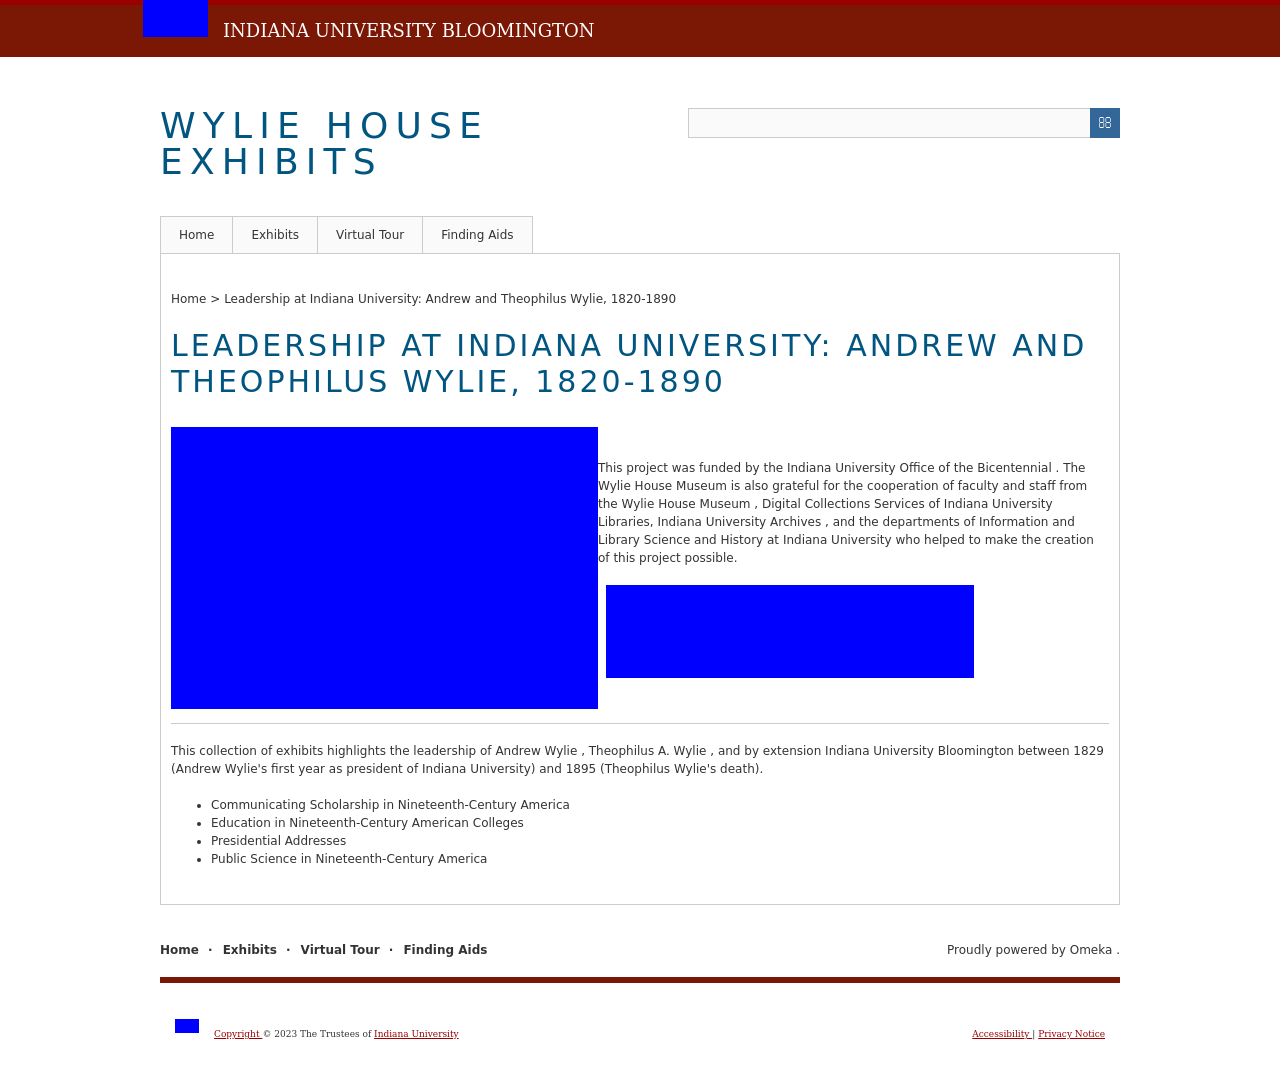 INDIANA UNIVERSITY BLOOMINGTON
WYLIE HOUSE
EXHIBITS
Home
Exhibits
Virtual Tour
Finding Aids
Home > Leadership at Indiana University: Andrew and Theophilus Wylie, 1820-1890
LEADERSHIP AT INDIANA UNIVERSITY: ANDREW AND
THEOPHILUS WYLIE, 1820-1890
This project was funded by the Indiana University Office of the Bicentennial . The
Wylie House Museum is also grateful for the cooperation of faculty and staff from
the Wylie House Museum , Digital Collections Services of Indiana University
Libraries, Indiana University Archives , and the departments of Information and
Library Science and History at Indiana University who helped to make the creation
of this project possible.
This collection of exhibits highlights the leadership of Andrew Wylie , Theophilus A. Wylie , and by extension Indiana University Bloomington between 1829
(Andrew Wylie's first year as president of Indiana University) and 1895 (Theophilus Wylie's death).
• Communicating Scholarship in Nineteenth-Century America
• Education in Nineteenth-Century American Colleges
• Presidential Addresses
• Public Science in Nineteenth-Century America
Home · Exhibits · Virtual Tour · Finding Aids
Proudly powered by Omeka .
Copyright © 2023 The Trustees of Indiana University
Accessibility | Privacy Notice